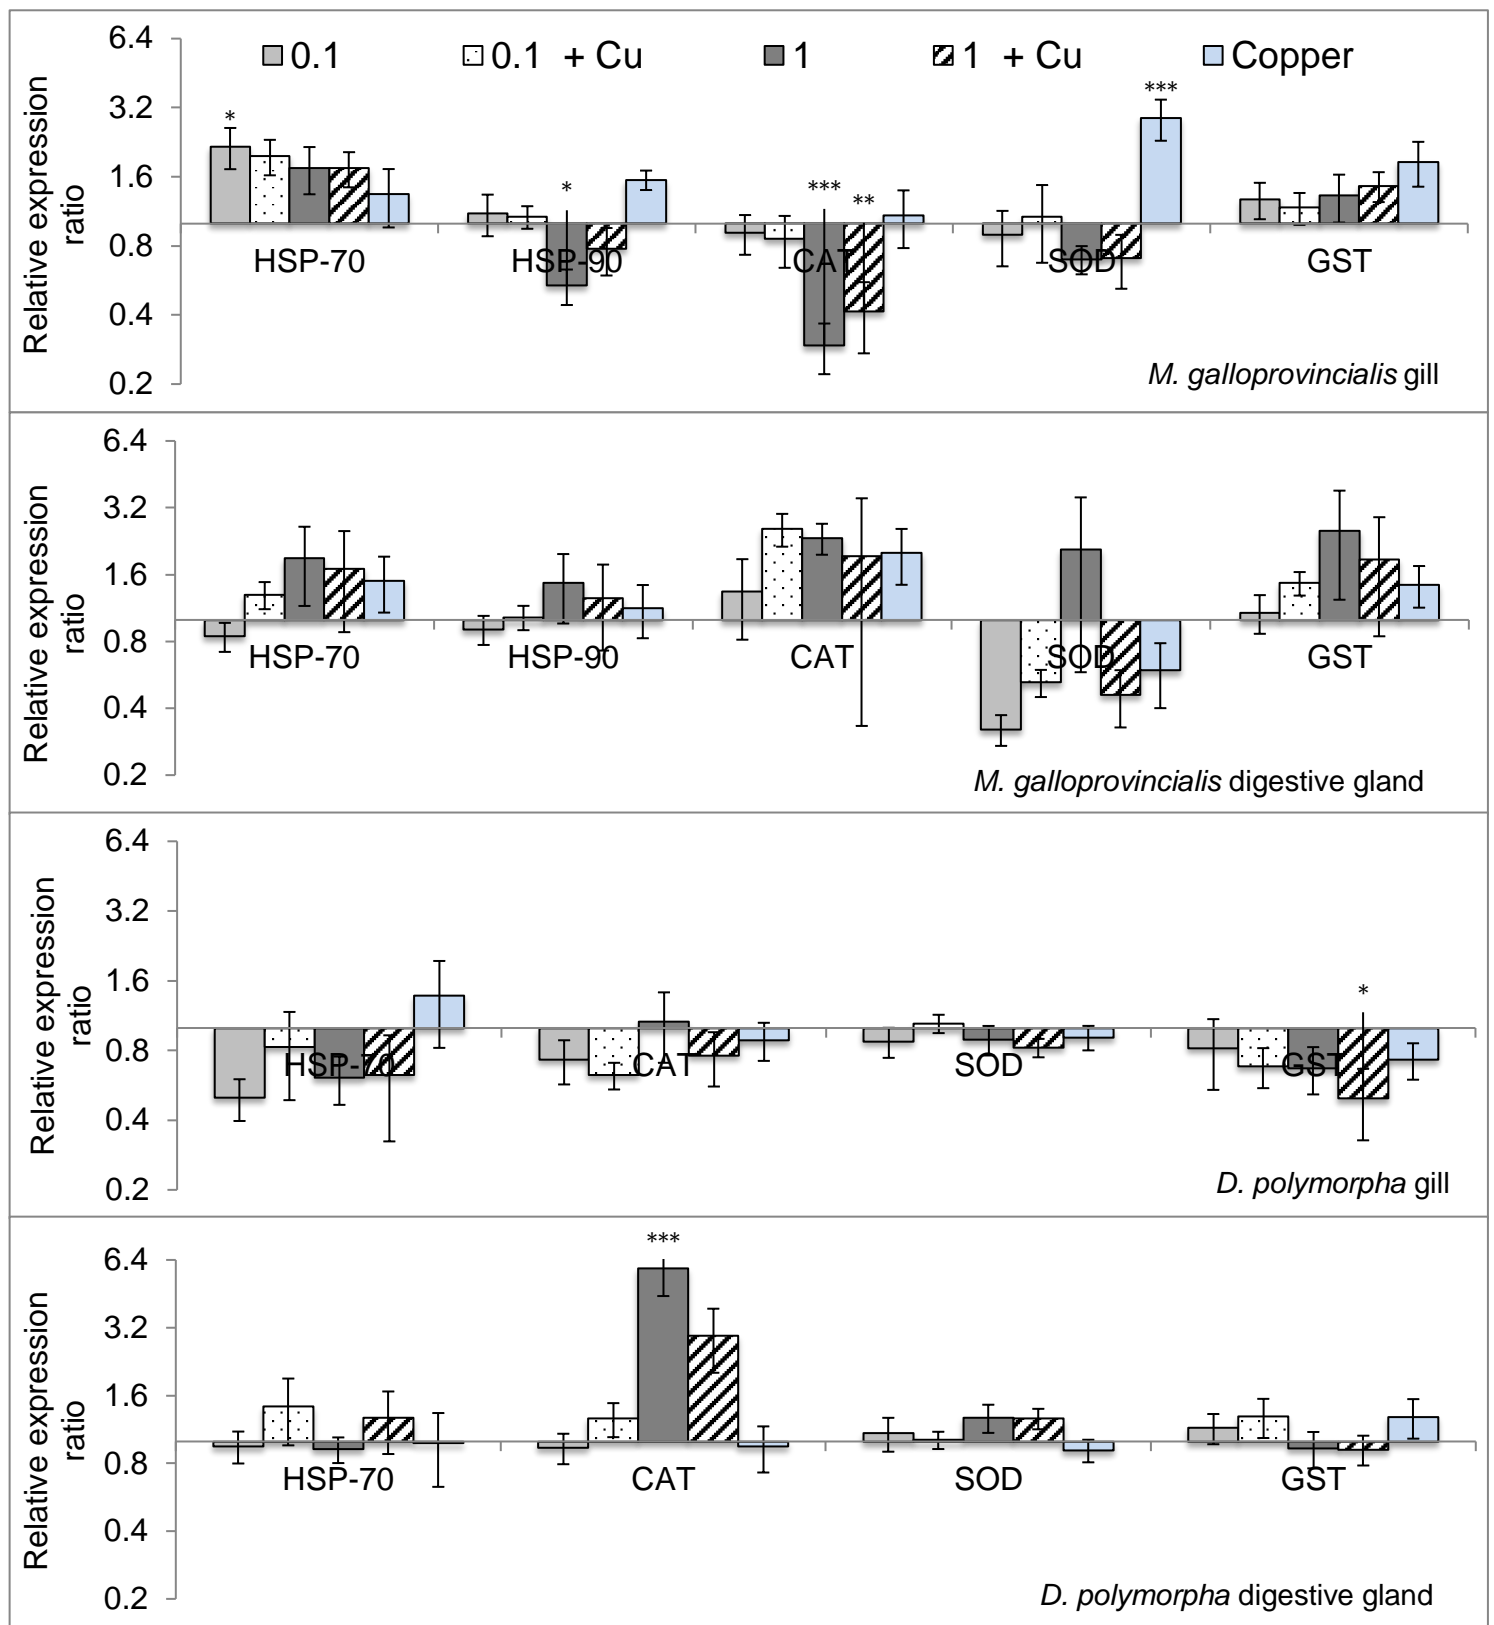 6.4
0.1 0.1 + Cu 1 1 + Cu Copper
3.2
1.6
0.8
0.4
0.2
Relative expression
ratio
*
*
***
**
***
HSP-70 HSP-90 CAT SOD GST
M. galloprovincialis gill
6.4
3.2
1.6
0.8
0.4
0.2
Relative expression
ratio
HSP-70 HSP-90 CAT SOD GST
M. galloprovincialis digestive gland
6.4
3.2
1.6
0.8
0.4
0.2
Relative expression
ratio
*
HSP-70 CAT SOD GST
D. polymorpha gill
6.4
3.2
1.6
0.8
0.4
0.2
Relative expression
ratio
***
HSP-70 CAT SOD GST
D. polymorpha digestive gland